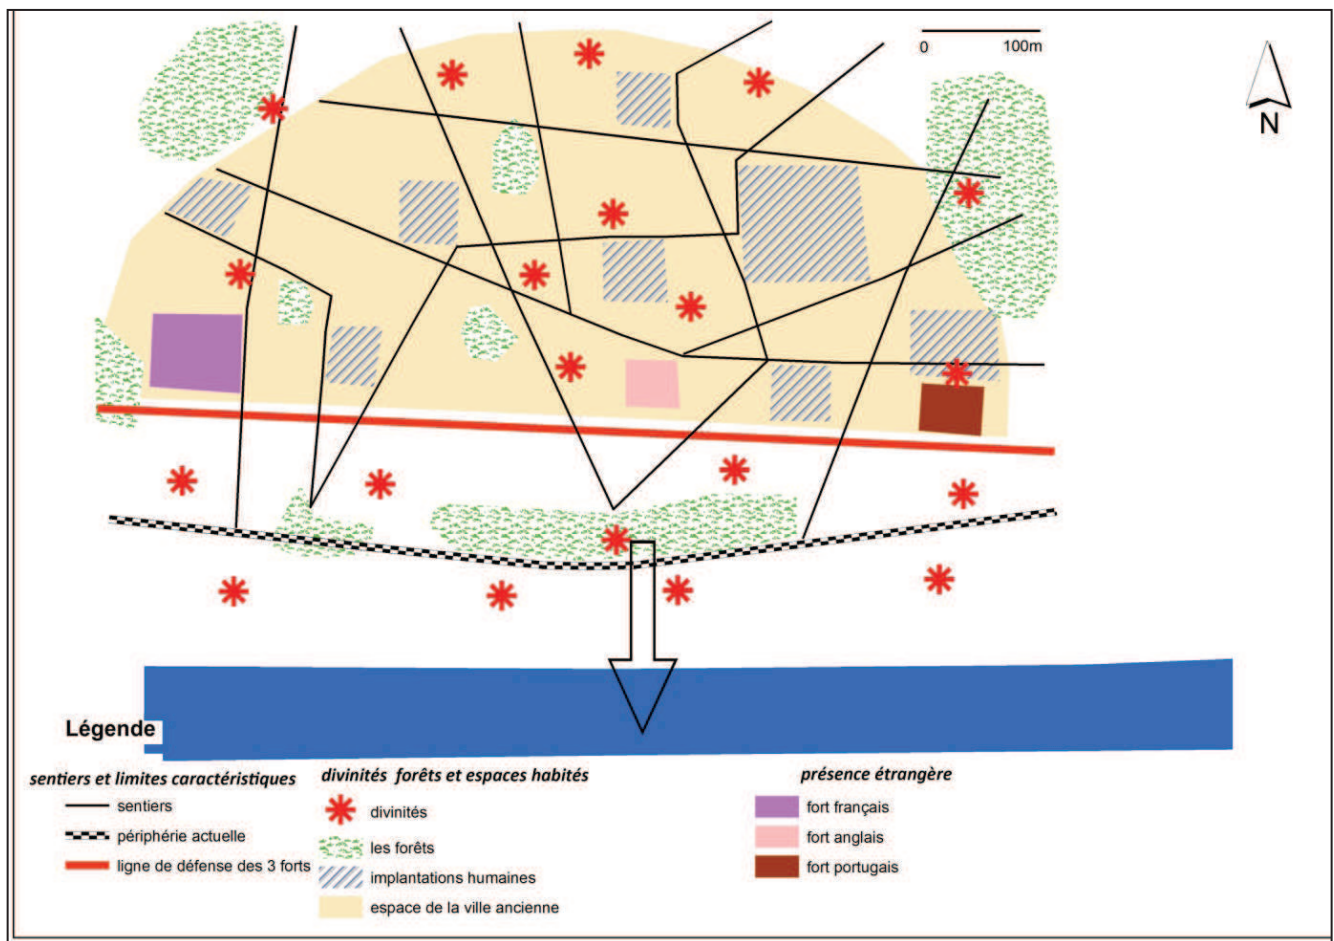 0 100m
N
Légende
sentiers et limites caractéristiques
sentiers
périphérie actuelle
ligne de défense des 3 forts
divinités forêts et espaces habités
divinités
les forêts
implantations humaines
espace de la ville ancienne
présence étrangère
fort français
fort anglais
fort portugais